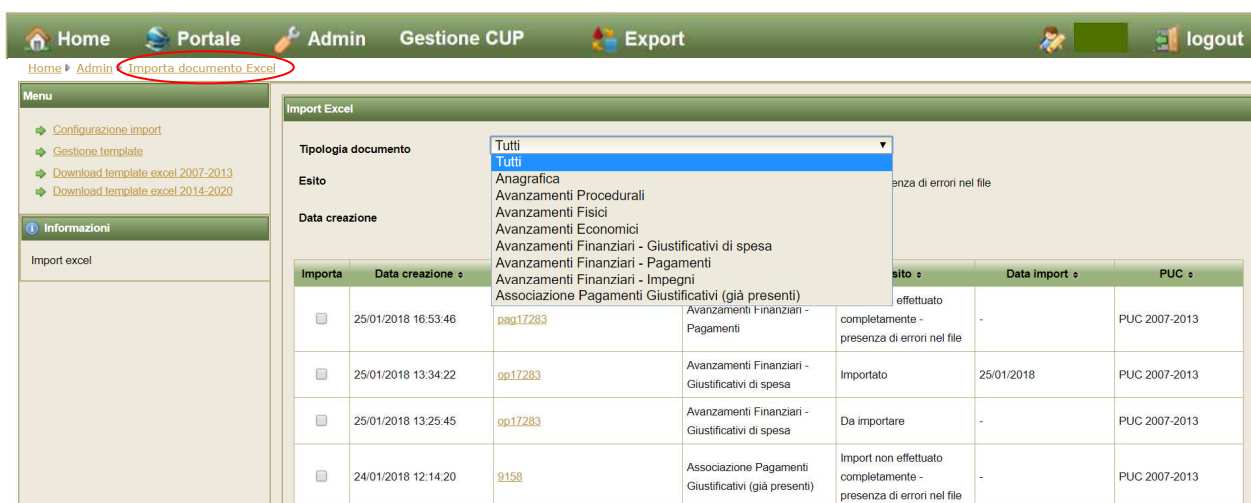 Home Portale Admin Gestione CUP Export logout
Home Admin Importa documento Excel
Menu
Configurazione import
Gestione template
Download template excel 2007-2013
Download template excel 2014-2020
Informazioni
Import excel
Import Excel
Tipologia documento Tutti
Tutti
Anagrafica
Avanzamenti Procedurali
Avanzamenti Fisici
Avanzamenti Economici
Avanzamenti Finanziari - Giustificativi di spesa
Avanzamenti Finanziari - Pagamenti
Avanzamenti Finanziari - Impegni
Associazione Pagamenti Giustificativi (già presenti)
Esito di errori nel file
Data creazione
Importa Data creazione Data import PUC
25/01/2018 16:53:46 pag17283 Avanzamenti Finanziari -
Pagamenti
effettuato
completamente -
presenza di errori nel file
- PUC 2007-2013
25/01/2018 13:34:22 op17283 Avanzamenti Finanziari -
Giustificativi di spesa
Importato 25/01/2018 PUC 2007-2013
25/01/2018 13:25:45 op17283 Avanzamenti Finanziari -
Giustificativi di spesa
Da importare - PUC 2007-2013
24/01/2018 12:14:20 9158 Associazione Pagamenti
Giustificativi (già presenti)
Import non effettuato
completamente -
presenza di errori nel file
- PUC 2007-2013